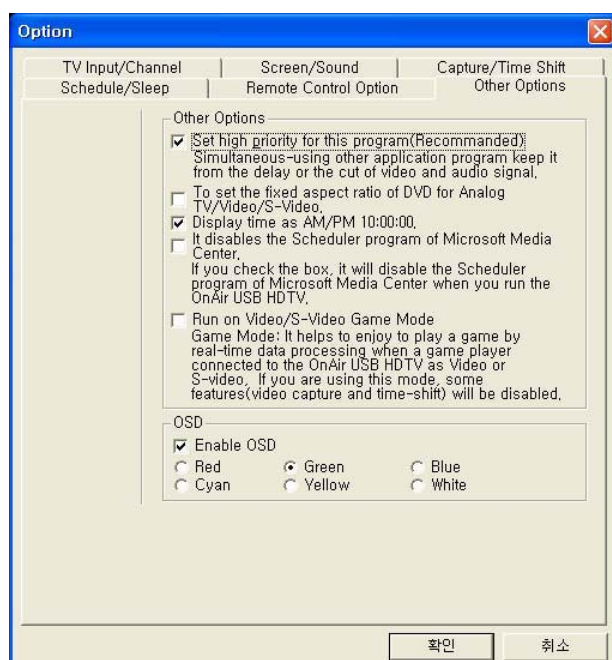 Option
TV Input/Channel
Screen/Sound
Capture/Time Shift
Schedule/Sleep
Remote Control Option
Other Options
Other Options
Set high priority for this program(Recommanded)
Simultaneous-using other application program keep it
from the delay or the cut of video and audio signal.
To set the fixed aspect ratio of DVD for Analog
TV/Video/S-Video.
Display time as AM/PM 10:00:00.
It disables the Scheduler program of Microsoft Media
Center.
If you check the box, it will disable the Scheduler
program of Microsoft Media Center when you run the
OnAir USB HDTV.
Run on Video/S-Video Game Mode
Game Mode: It helps to enjoy to play a game by
real-time data processing when a game player
connected to the OnAir USB HDTV as Video or
S-video. If you are using this mode, some
features(video capture and time-shift) will be disabled.
OSD
Enable OSD
Red
Green
Blue
Cyan
Yellow
White
확인
취소